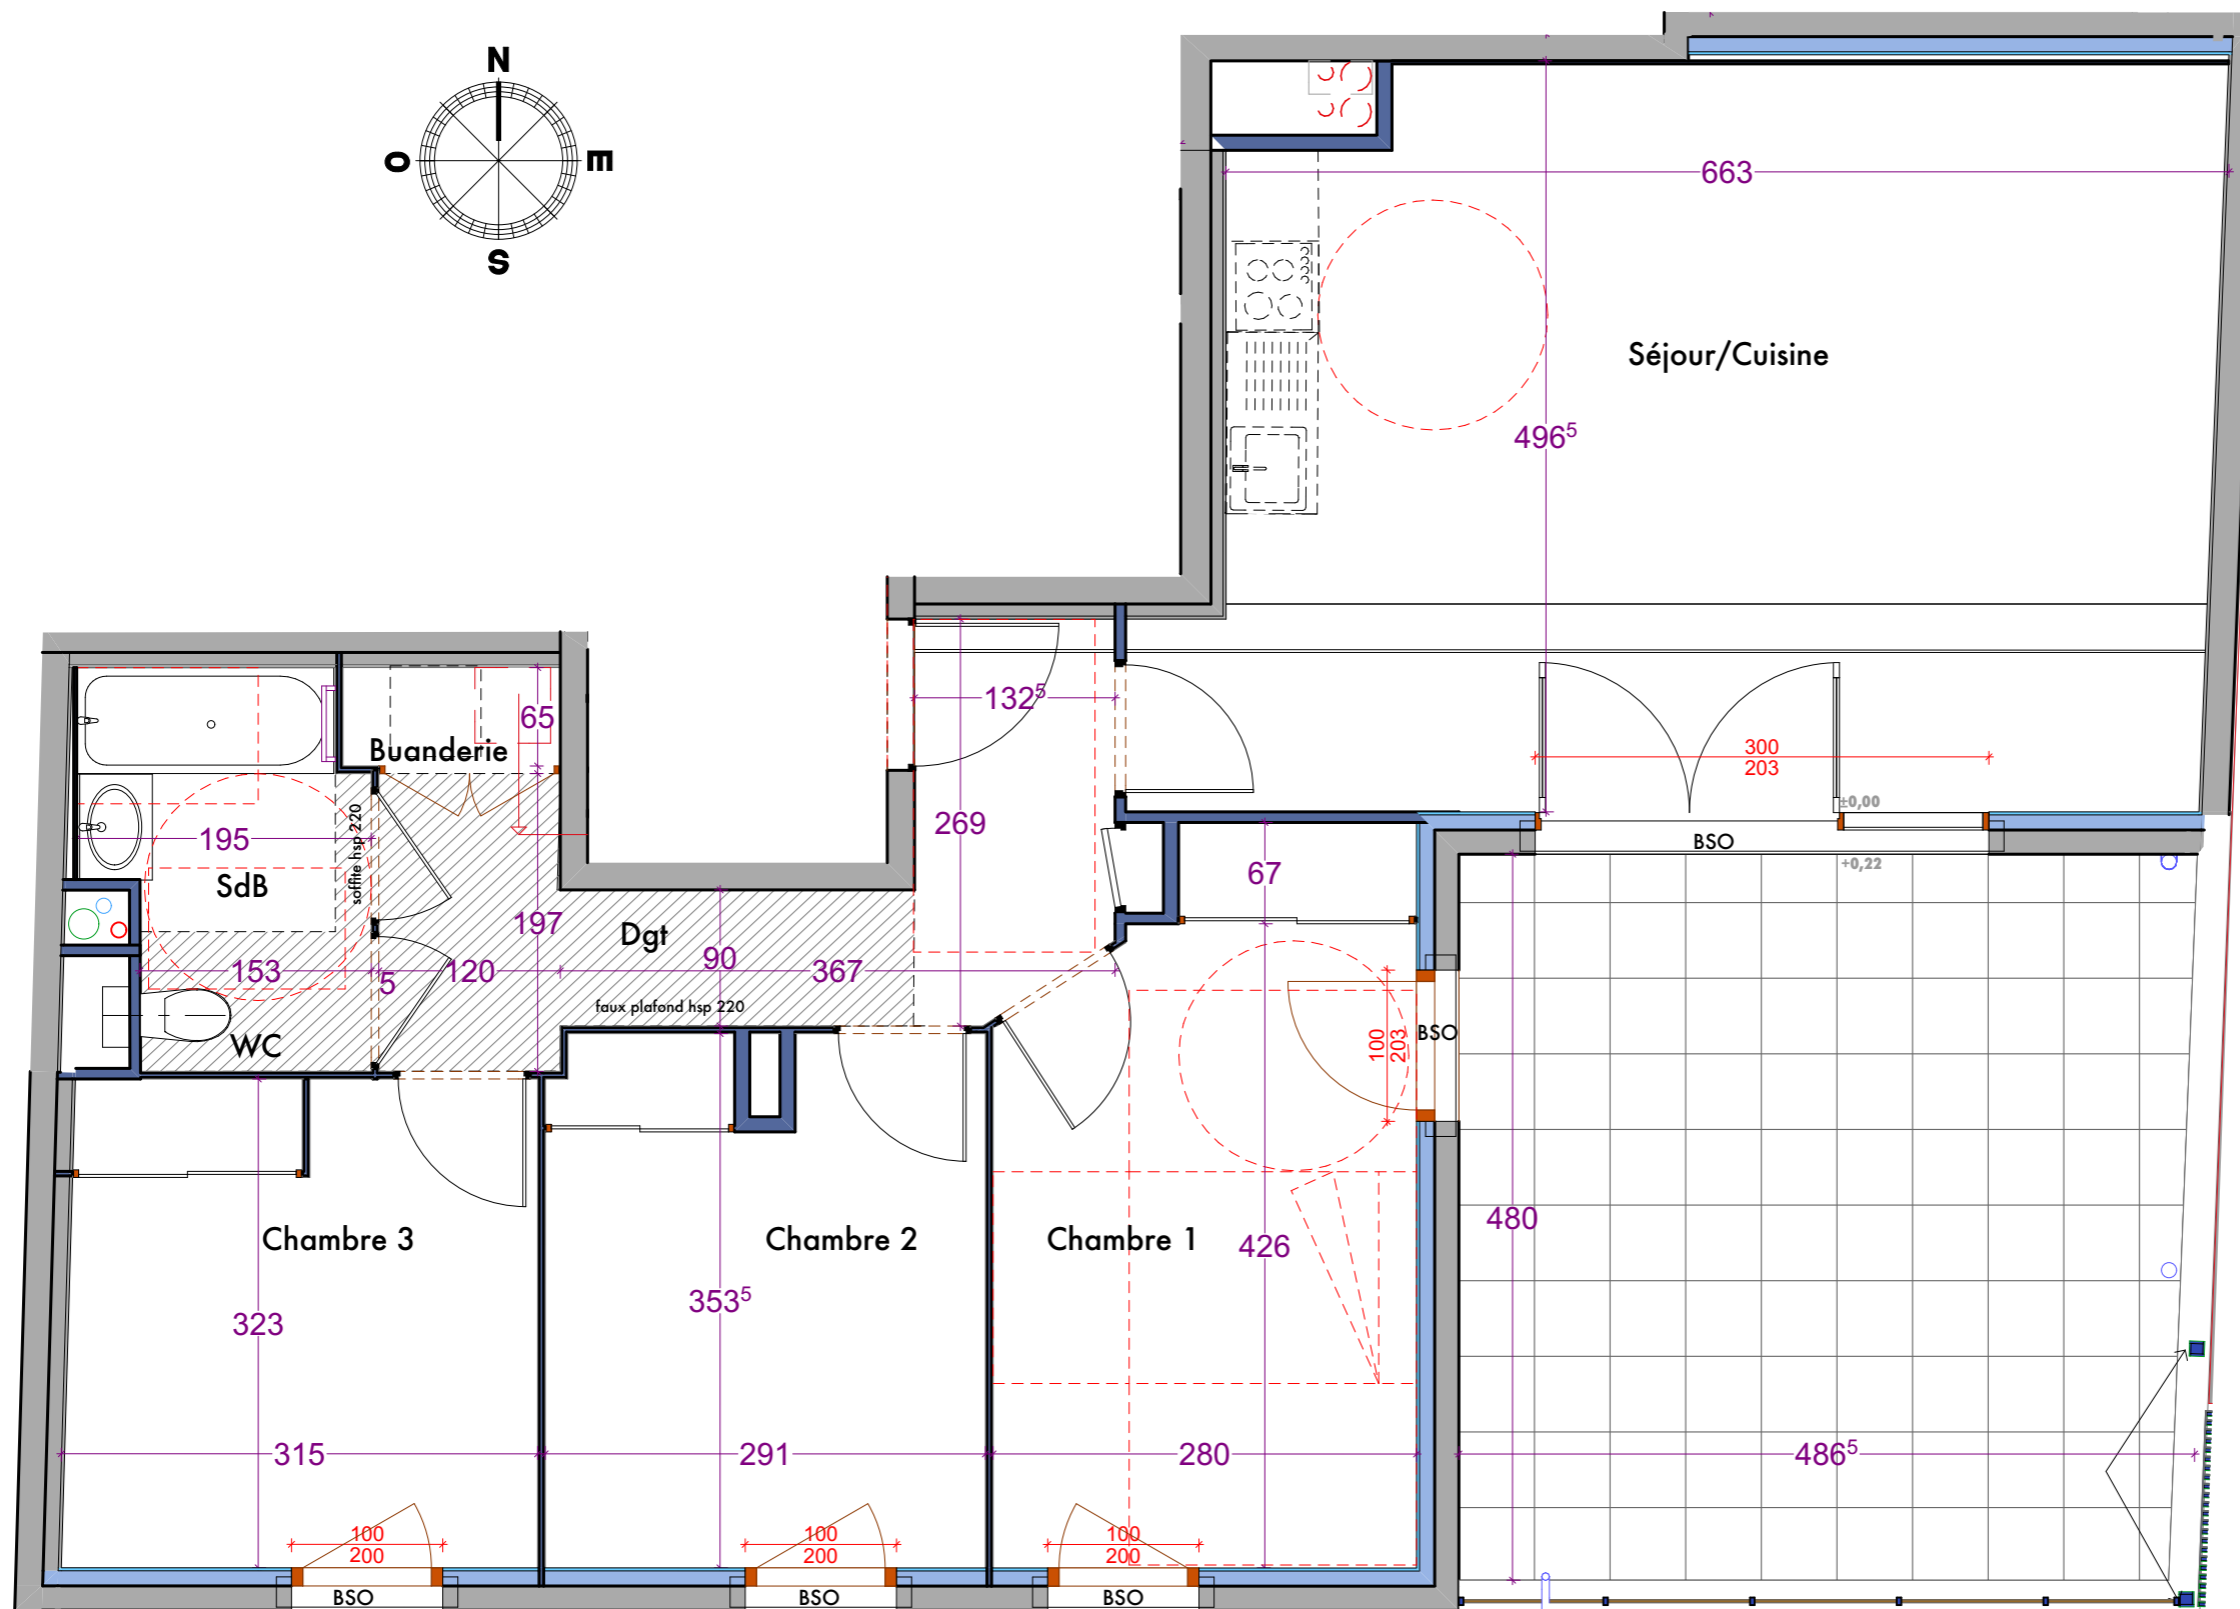 N
O
E
S
663
Séjour/Cuisine
496⁵
132⁵
65
Buanderie
300
203
±0,00
BSO
+0,22
269
195
soffite hsp 220
67
SdB
197
Dgt
90
153
5
120
367
faux plafond hsp 220
WC
100
203
BSO
480
Chambre 3
Chambre 2
Chambre 1
426
353⁵
323
315
291
280
486⁵
100
200
100
200
100
200
BSO
BSO
BSO